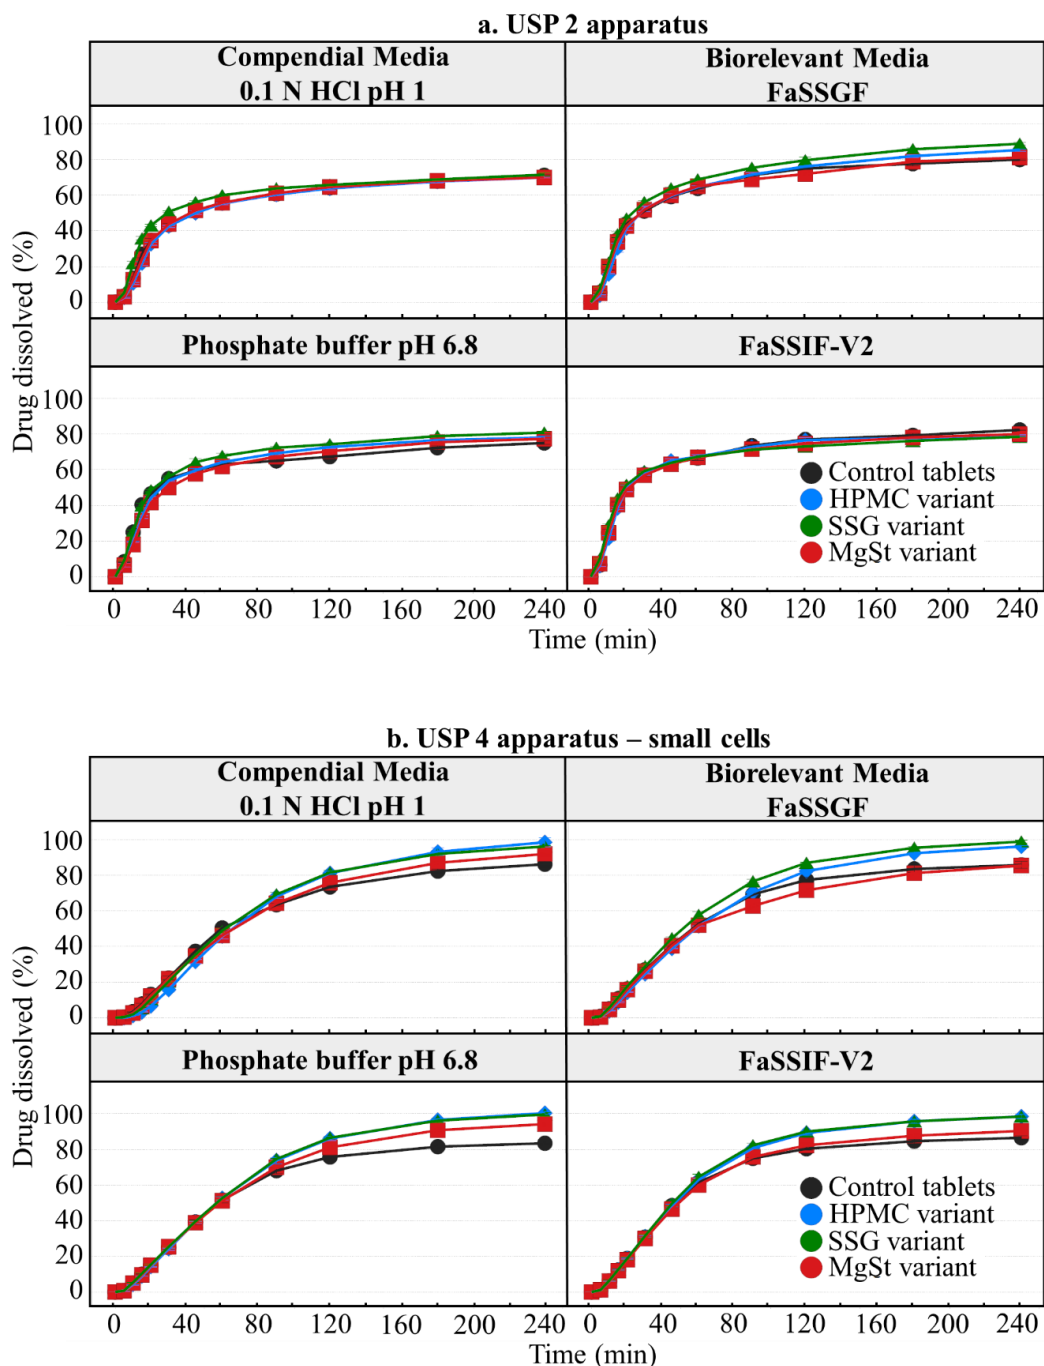 a. USP 2 apparatus
Compendial Media
0.1 N HCl pH 1
Biorelevant Media
FaSSGF
Drug dissolved (%)
100
80
60
40
20
0
Phosphate buffer pH 6.8
FaSSIF-V2
100
80
60
40
20
0
Control tablets
HPMC variant
SSG variant
MgSt variant
0 40 80 120 160 200 240
0 40 80 120 160 200 240
Time (min)
b. USP 4 apparatus – small cells
Compendial Media
0.1 N HCl pH 1
Biorelevant Media
FaSSGF
Drug dissolved (%)
100
80
60
40
20
0
Phosphate buffer pH 6.8
FaSSIF-V2
100
80
60
40
20
0
Control tablets
HPMC variant
SSG variant
MgSt variant
0 40 80 120 160 200 240
0 40 80 120 160 200 240
Time (min)